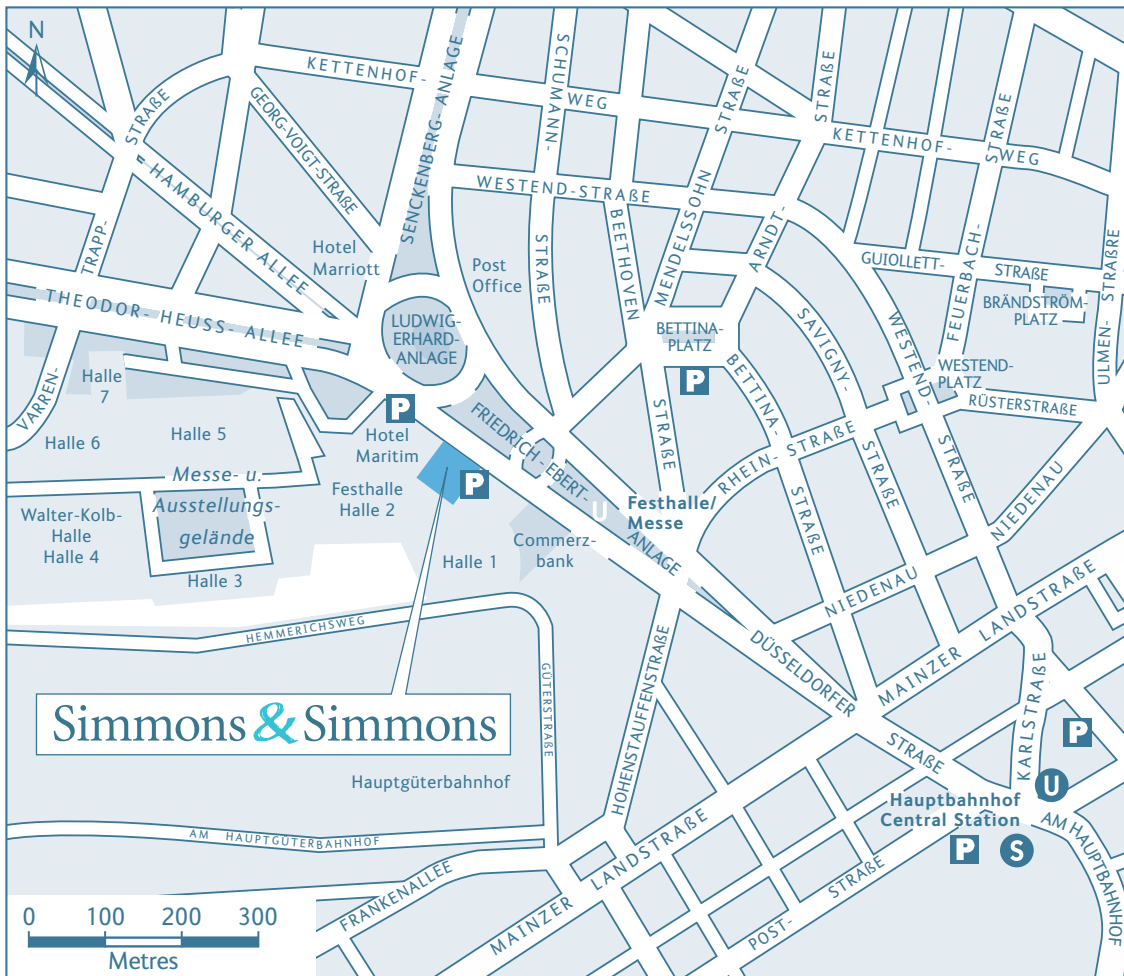 N
KETTENHOF-
WEG
KETTENHOF-
WEG
SENCKENBERG-ANLAGE
SCHUMANN-
STRAßE
MENDELSSOHN
STRAßE
STRAßE
ARNDT-
STRAßE
FEUERBACH-
STRAßE
GEORG-VOIGT-STRAßE
TRAPP-
HAMBURGER ALLEE
WESTEND-STRAßE
BEETHOVEN
STRAßE
GUIOLLETT-
STRAßE
ULMEN-
STRAßRE
BRÄNDSTRÖM-
PLATZ
Hotel
Marriott
Post
Office
THEODOR- HEUSS- ALLEE
LUDWIG-
ERHARD-
ANLAGE
BETTINA-
PLATZ
P
SAVIGNY-
STRAßE
WESTEND-
STRAßE
WESTEND-
PLATZ
RÜSTERSTRAßE
BETTINA-
STRAßE
RHEIN- STRAßE
VARREN-
Halle
7
Halle 6
Halle 5
P
Hotel
Maritim
FRIEDRICH-EBERT-
ANLAGE
P
Messe- u.
Ausstellungs-
gelände
Festhalle
Halle 2
U
Festhalle/
Messe
Walter-Kolb-
Halle
Halle 4
Halle 3
Halle 1
Commerz-
bank
NIEDENAU
NIEDENAU
HEMMERICHSWEG
GÜTERSTRAßE
HOHENSTAUFFENSTRAßE
DÜSSELDORFER
STRAßE
MAINZER LANDSTRAßE
KARLSTRAßE
P
Simmons & Simmons
Hauptgüterbahnhof
U
Hauptbahnhof
Central Station
P
S
AM HAUPTBAHNHOF
AM HAUPTGÜTERBAHNHOF
FRANKENALLEE
MAINZER LANDSTRAßE
POST-
STRAßE
0 100 200 300
Metres